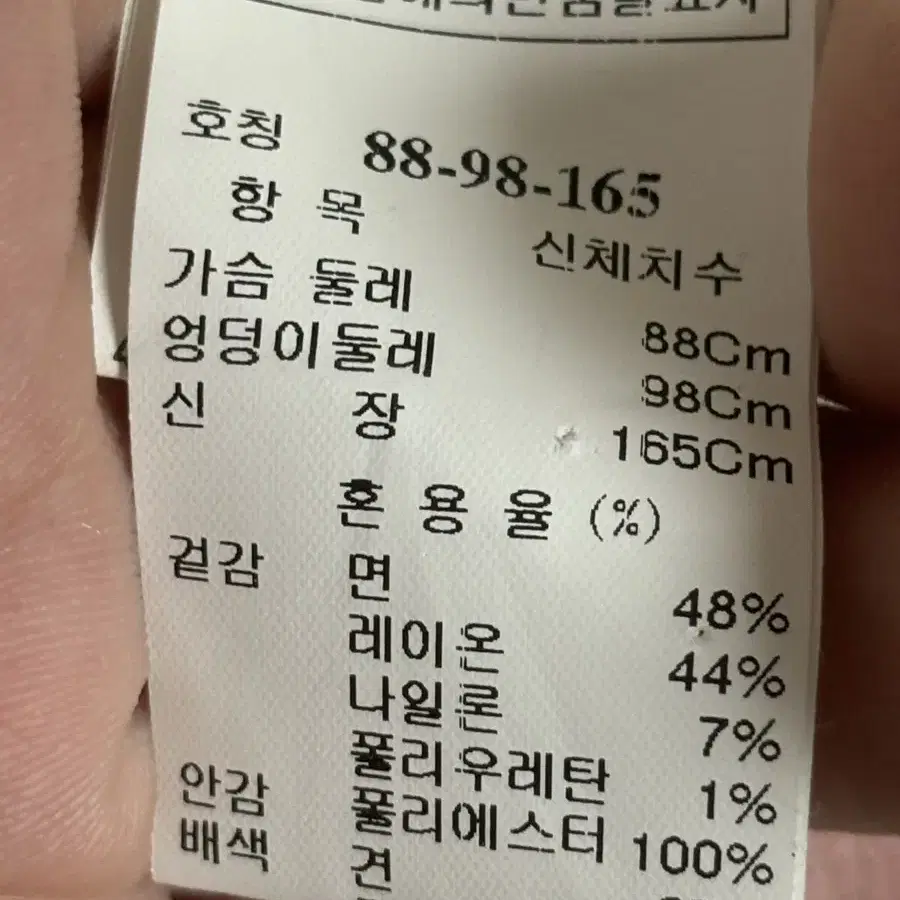 호칭 88-98-165
항 목 신체치수
가슴 둘레 88Cm
엉덩이둘레 98Cm
신 장 165Cm
혼 용 율 (%)
겉감 면 48%
레이온 44%
나일론 7%
폴리우레탄 1%
안감 폴리에스터 100%
배색 견